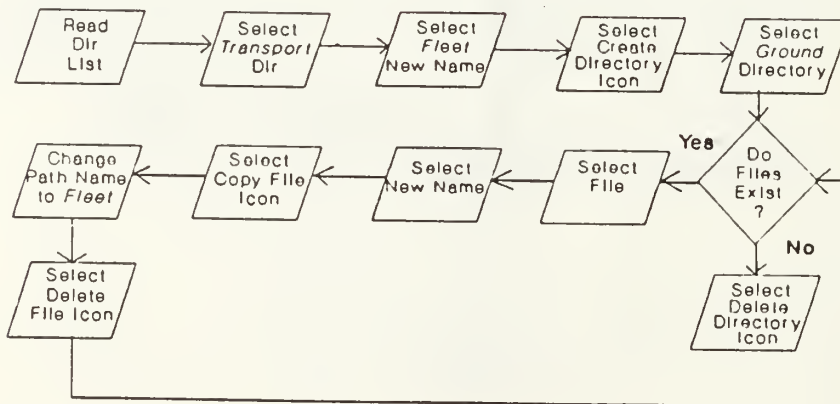 Read
Dir
List
Select
Transport
Dir
Select
Fleet
New Name
Select
Create
Directory
Icon
Select
Ground
Directory
Yes
Do
Files
Exist
?
Select
File
Select
New Name
Select
Copy File
Icon
Change
Path Name
to Fleet
Select
Delete
File Icon
No
Select
Delete
Directory
Icon